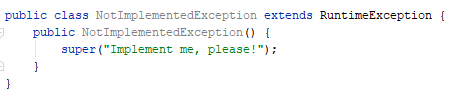 public class NotImplementedException extends RuntimeException {
    public NotImplementedException() {
        super("Implement me, please!");
    }
}